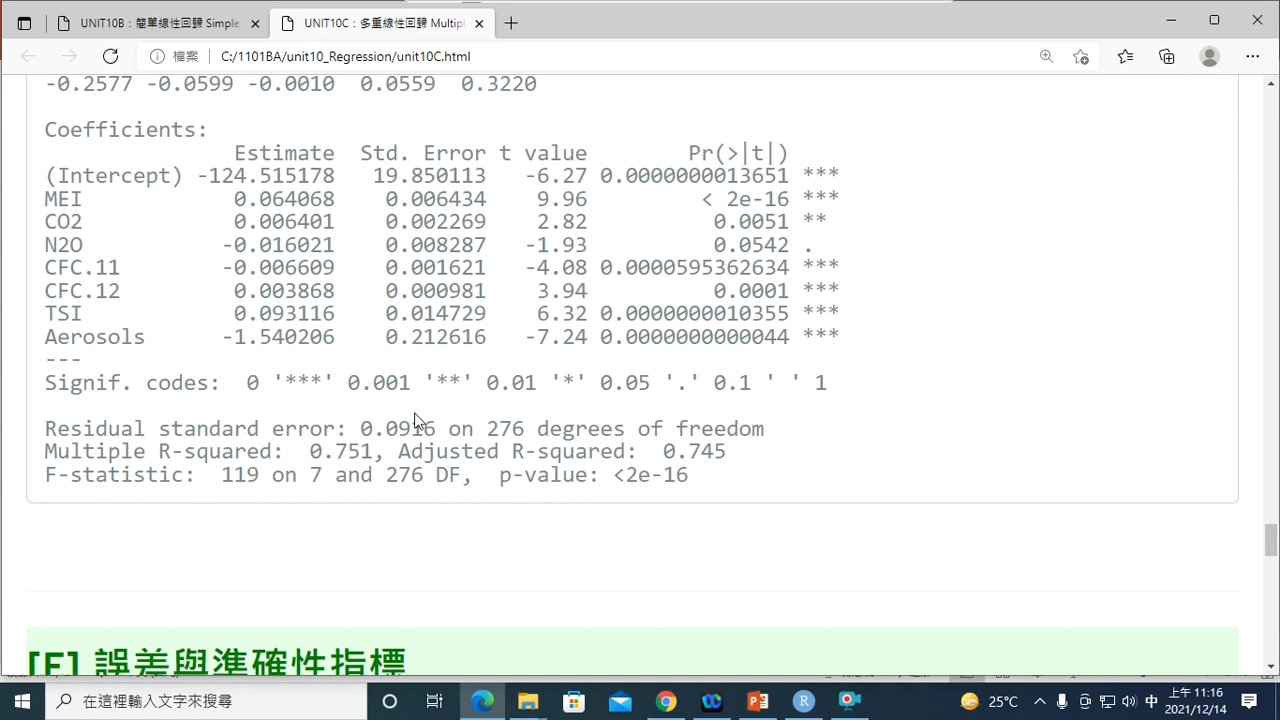 UNIT10B：簡單線性回歸 Simple
UNIT10C：多重線性回歸 Multipl
檔案
C:/1101BA/unit10_Regression/unit10C.html
-0.2577 -0.0599 -0.0010 0.0559 0.3220
Coefficients:
Estimate Std. Error t value Pr(>|t|)
(Intercept) -124.515178 19.850113 -6.27 0.0000000013651 ***
MEI 0.064068 0.006434 9.96 < 2e-16 ***
CO2 0.006401 0.002269 2.82 0.0051 **
N2O -0.016021 0.008287 -1.93 0.0542 .
CFC.11 -0.006609 0.001621 -4.08 0.0000595362634 ***
CFC.12 0.003868 0.000981 3.94 0.0001 ***
TSI 0.093116 0.014729 6.32 0.0000000010355 ***
Aerosols -1.540206 0.212616 -7.24 0.0000000000044 ***
---
Signif. codes: 0 '***' 0.001 '**' 0.01 '*' 0.05 '.' 0.1 ' ' 1
Residual standard error: 0.0916 on 276 degrees of freedom
Multiple R-squared: 0.751, Adjusted R-squared: 0.745
F-statistic: 119 on 7 and 276 DF, p-value: <2e-16
[F] 誤差與準確性指標
在這裡輸入文字來搜尋
25°C
中
上午 11:16
2021/12/14